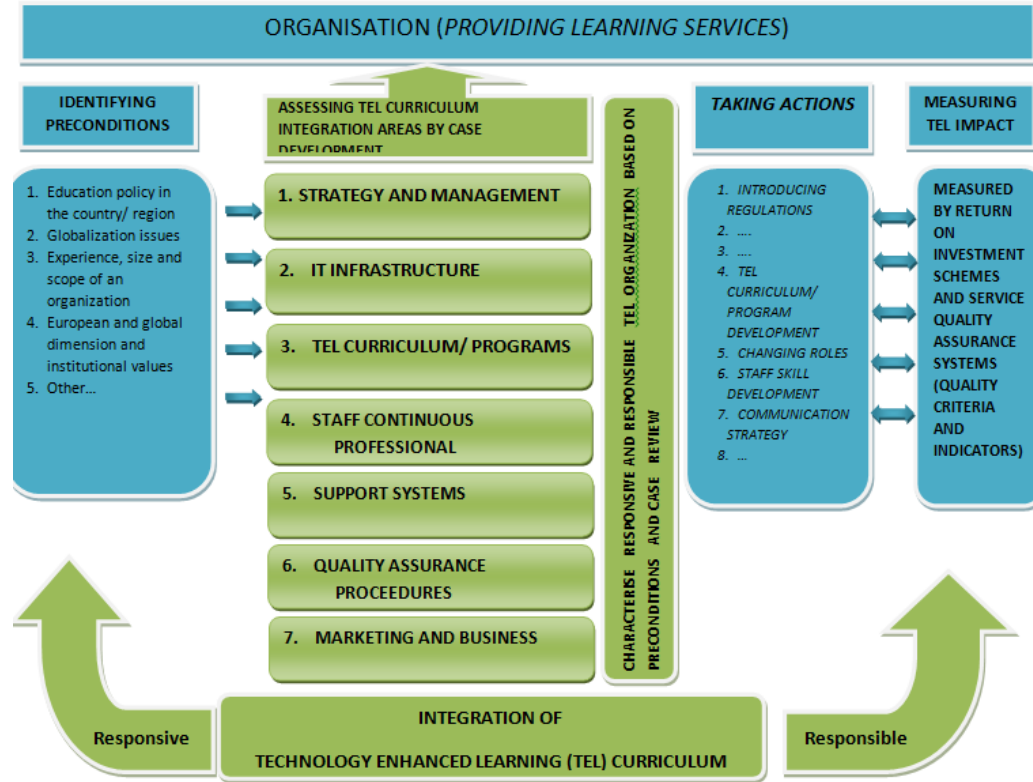 ORGANISATION (PROVIDING LEARNING SERVICES)
IDENTIFYING
PRECONDITIONS
1. Education policy in
the country/ region
2. Globalization issues
3. Experience, size and
scope of an
organization
4. European and global
dimension and
institutional values
5. Other...
ASSESSING TEL CURRICULUM
INTEGRATION AREAS BY CASE
DEVELOPMENT
1. STRATEGY AND MANAGEMENT
2. IT INFRASTRUCTURE
3. TEL CURRICULUM/ PROGRAMS
4. STAFF CONTINUOUS
PROFESSIONAL
5. SUPPORT SYSTEMS
6. QUALITY ASSURANCE
PROCEEDURES
7. MARKETING AND BUSINESS
CHARACTERISE RESPONSIVE AND RESPONSIBLE TEL ORGANIZATION BASED ON
PRECONDITIONS AND CASE REVIEW
TAKING ACTIONS
1. INTRODUCING
REGULATIONS
2. ....
3. ....
4. TEL
CURRICULUM/
PROGRAM
DEVELOPMENT
5. CHANGING ROLES
6. STAFF SKILL
DEVELOPMENT
7. COMMUNICATION
STRATEGY
8. ...
MEASURING
TEL IMPACT
MEASURED
BY RETURN
ON
INVESTMENT
SCHEMES
AND SERVICE
QUALITY
ASSURANCE
SYSTEMS
(QUALITY
CRITERIA
AND
INDICATORS)
Responsive
INTEGRATION OF
TECHNOLOGY ENHANCED LEARNING (TEL) CURRICULUM
Responsible